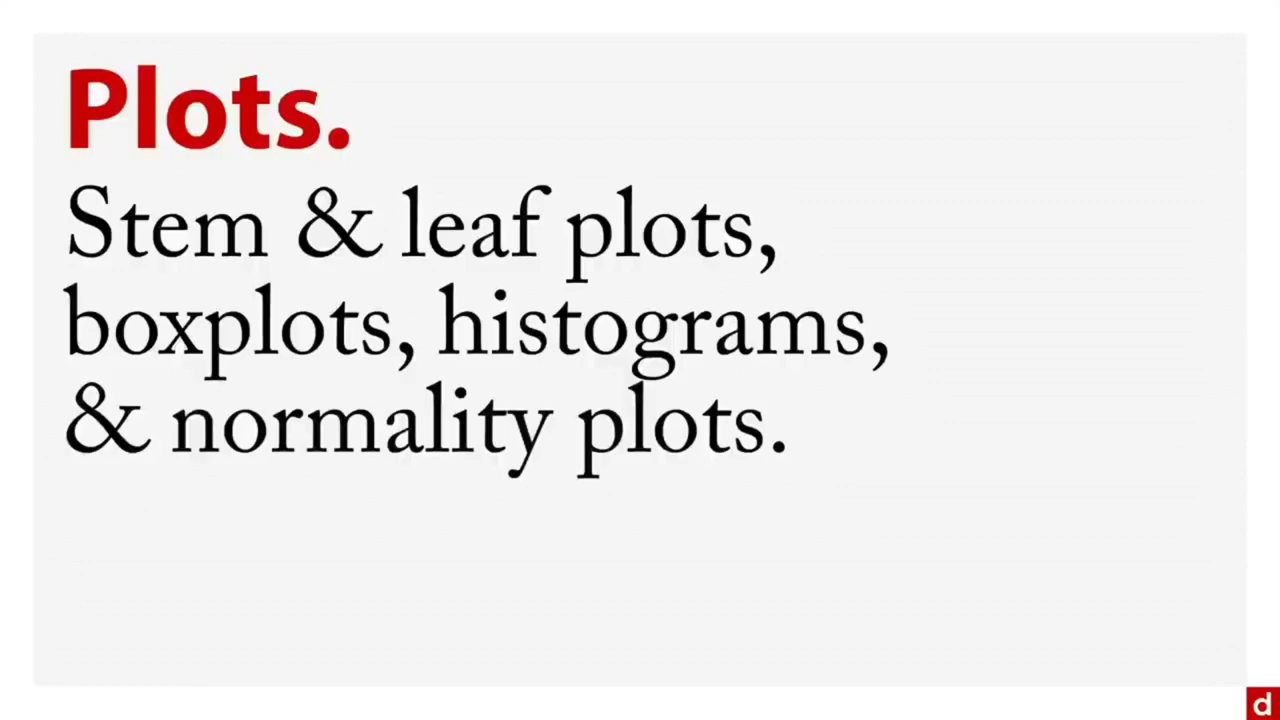 Plots.
Stem & leaf plots,
boxplots, histograms,
& normality plots.
d